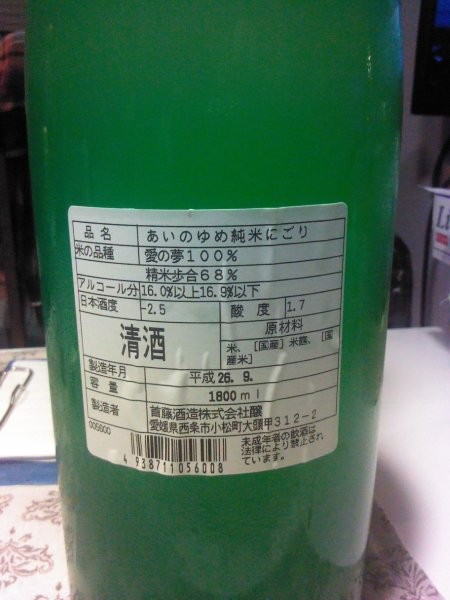 品名 あいのゆめ純米にごり
米の品種 愛の夢100%
精米歩合68%
アルコール分 16.0%以上16.9%以下
日本酒度 -2.5 酸度 1.7
清酒
原材料
米、[国産]米麹、[国
産米]
製造年月 平成 26. 9.
容量 1800ml
製造者 首藤酒造株式会社醸
愛媛県西条市小松町大頭甲312-2
000600
未成年者の飲酒は
法律により禁止され
ています。
4 938711 056008